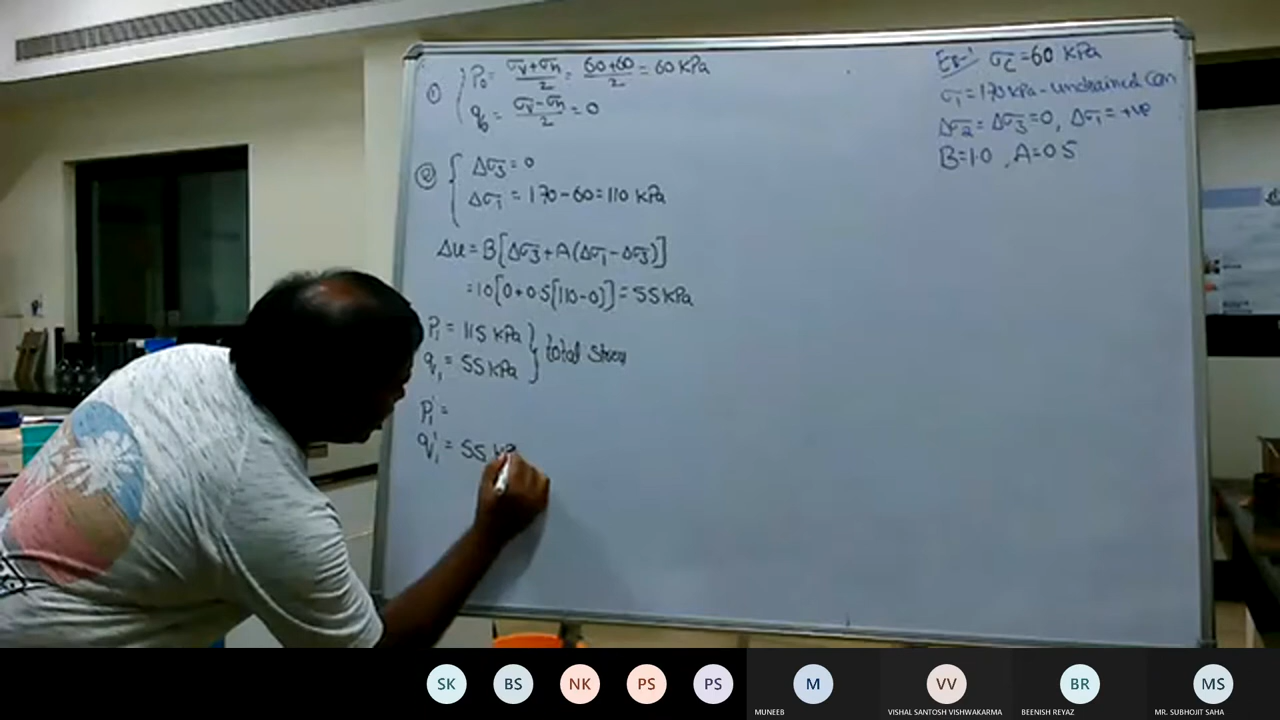 ① P₀ = (σv+σh)/2 = (60+60)/2 = 60 kPa
q₀ = (σv-σh)/2 = 0
② Δσ₃ = 0
Δσ₁ = 170-60 = 110 kPa
Δu = B[Δσ₃+A(Δσ₁-Δσ₃)]
= 1.0[0+0.5[110-0)] = 55 kPa
P₁ = 115 kPa
q₁ = 55 kPa } total stress
P₁' =
q₁' = 55 kPa
Ex-1 σc = 60 kPa
σ₁ = 170 kPa - undrained Con
Δσ₂ = Δσ₃ = 0, Δσ₁ = +ve
B = 1.0, A = 0.5
SK
BS
NK
PS
PS
M
VV
BR
MS
MUNEEB
VISHAL SANTOSH VISHWAKARMA
BEENISH REYAZ
MR. SUBHOJIT SAHA